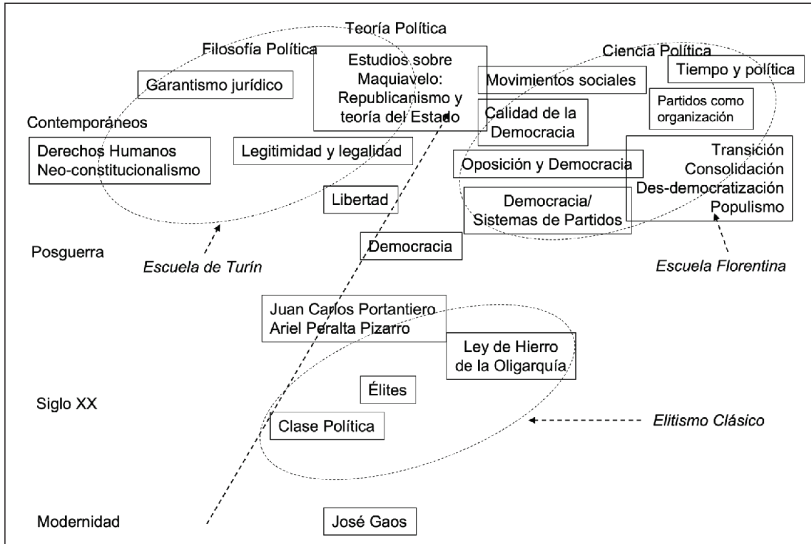 Teoría Política
Filosofía Política
Ciencia Política
Estudios sobre
Maquiavelo:
Republicanismo y
teoría del Estado
Garantismo jurídico
Movimientos sociales
Tiempo y política
Calidad de la
Democracia
Partidos como
organización
Contemporáneos
Derechos Humanos
Neo-constitucionalismo
Legitimidad y legalidad
Oposición y Democracia
Transición
Consolidación
Des-democratización
Populismo
Libertad
Democracia/
Sistemas de Partidos
Posguerra
Democracia
Escuela de Turín
Escuela Florentina
Juan Carlos Portantiero
Ariel Peralta Pizarro
Ley de Hierro
de la Oligarquía
Siglo XX
Élites
Clase Política
Elitismo Clásico
Modernidad
José Gaos